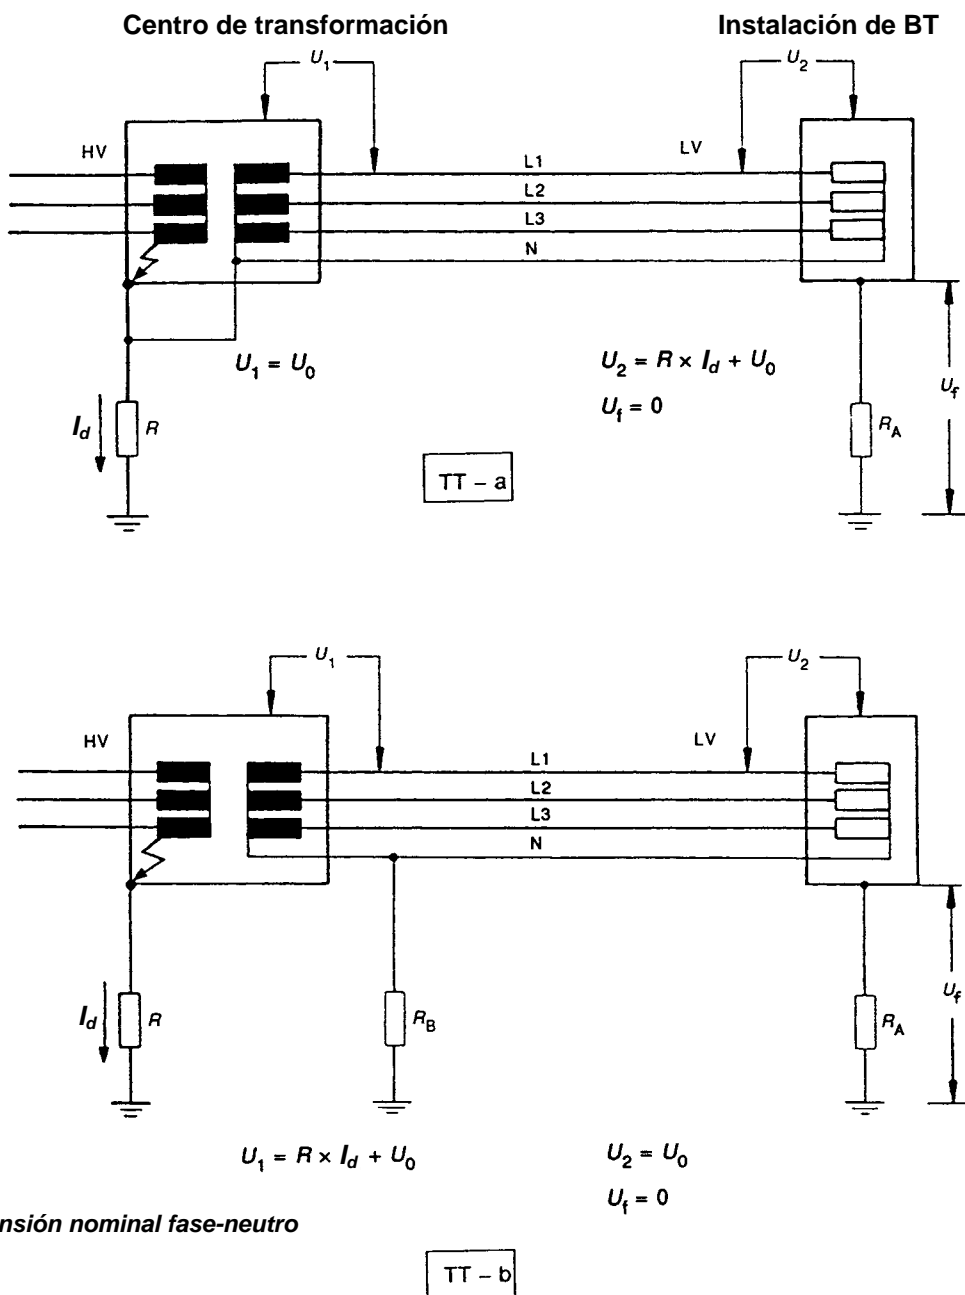 Centro de transformación
Instalación de BT
U1
U2
HV
LV
L1
L2
L3
N
U1 = U0
U2 = R × Id + U0
Uf = 0
Uf
Id
R
RA
TT – a
U1
U2
HV
LV
L1
L2
L3
N
Id
R
RB
RA
Uf
U1 = R × Id + U0
U2 = U0
Uf = 0
nominal fase-neutro
TT – b